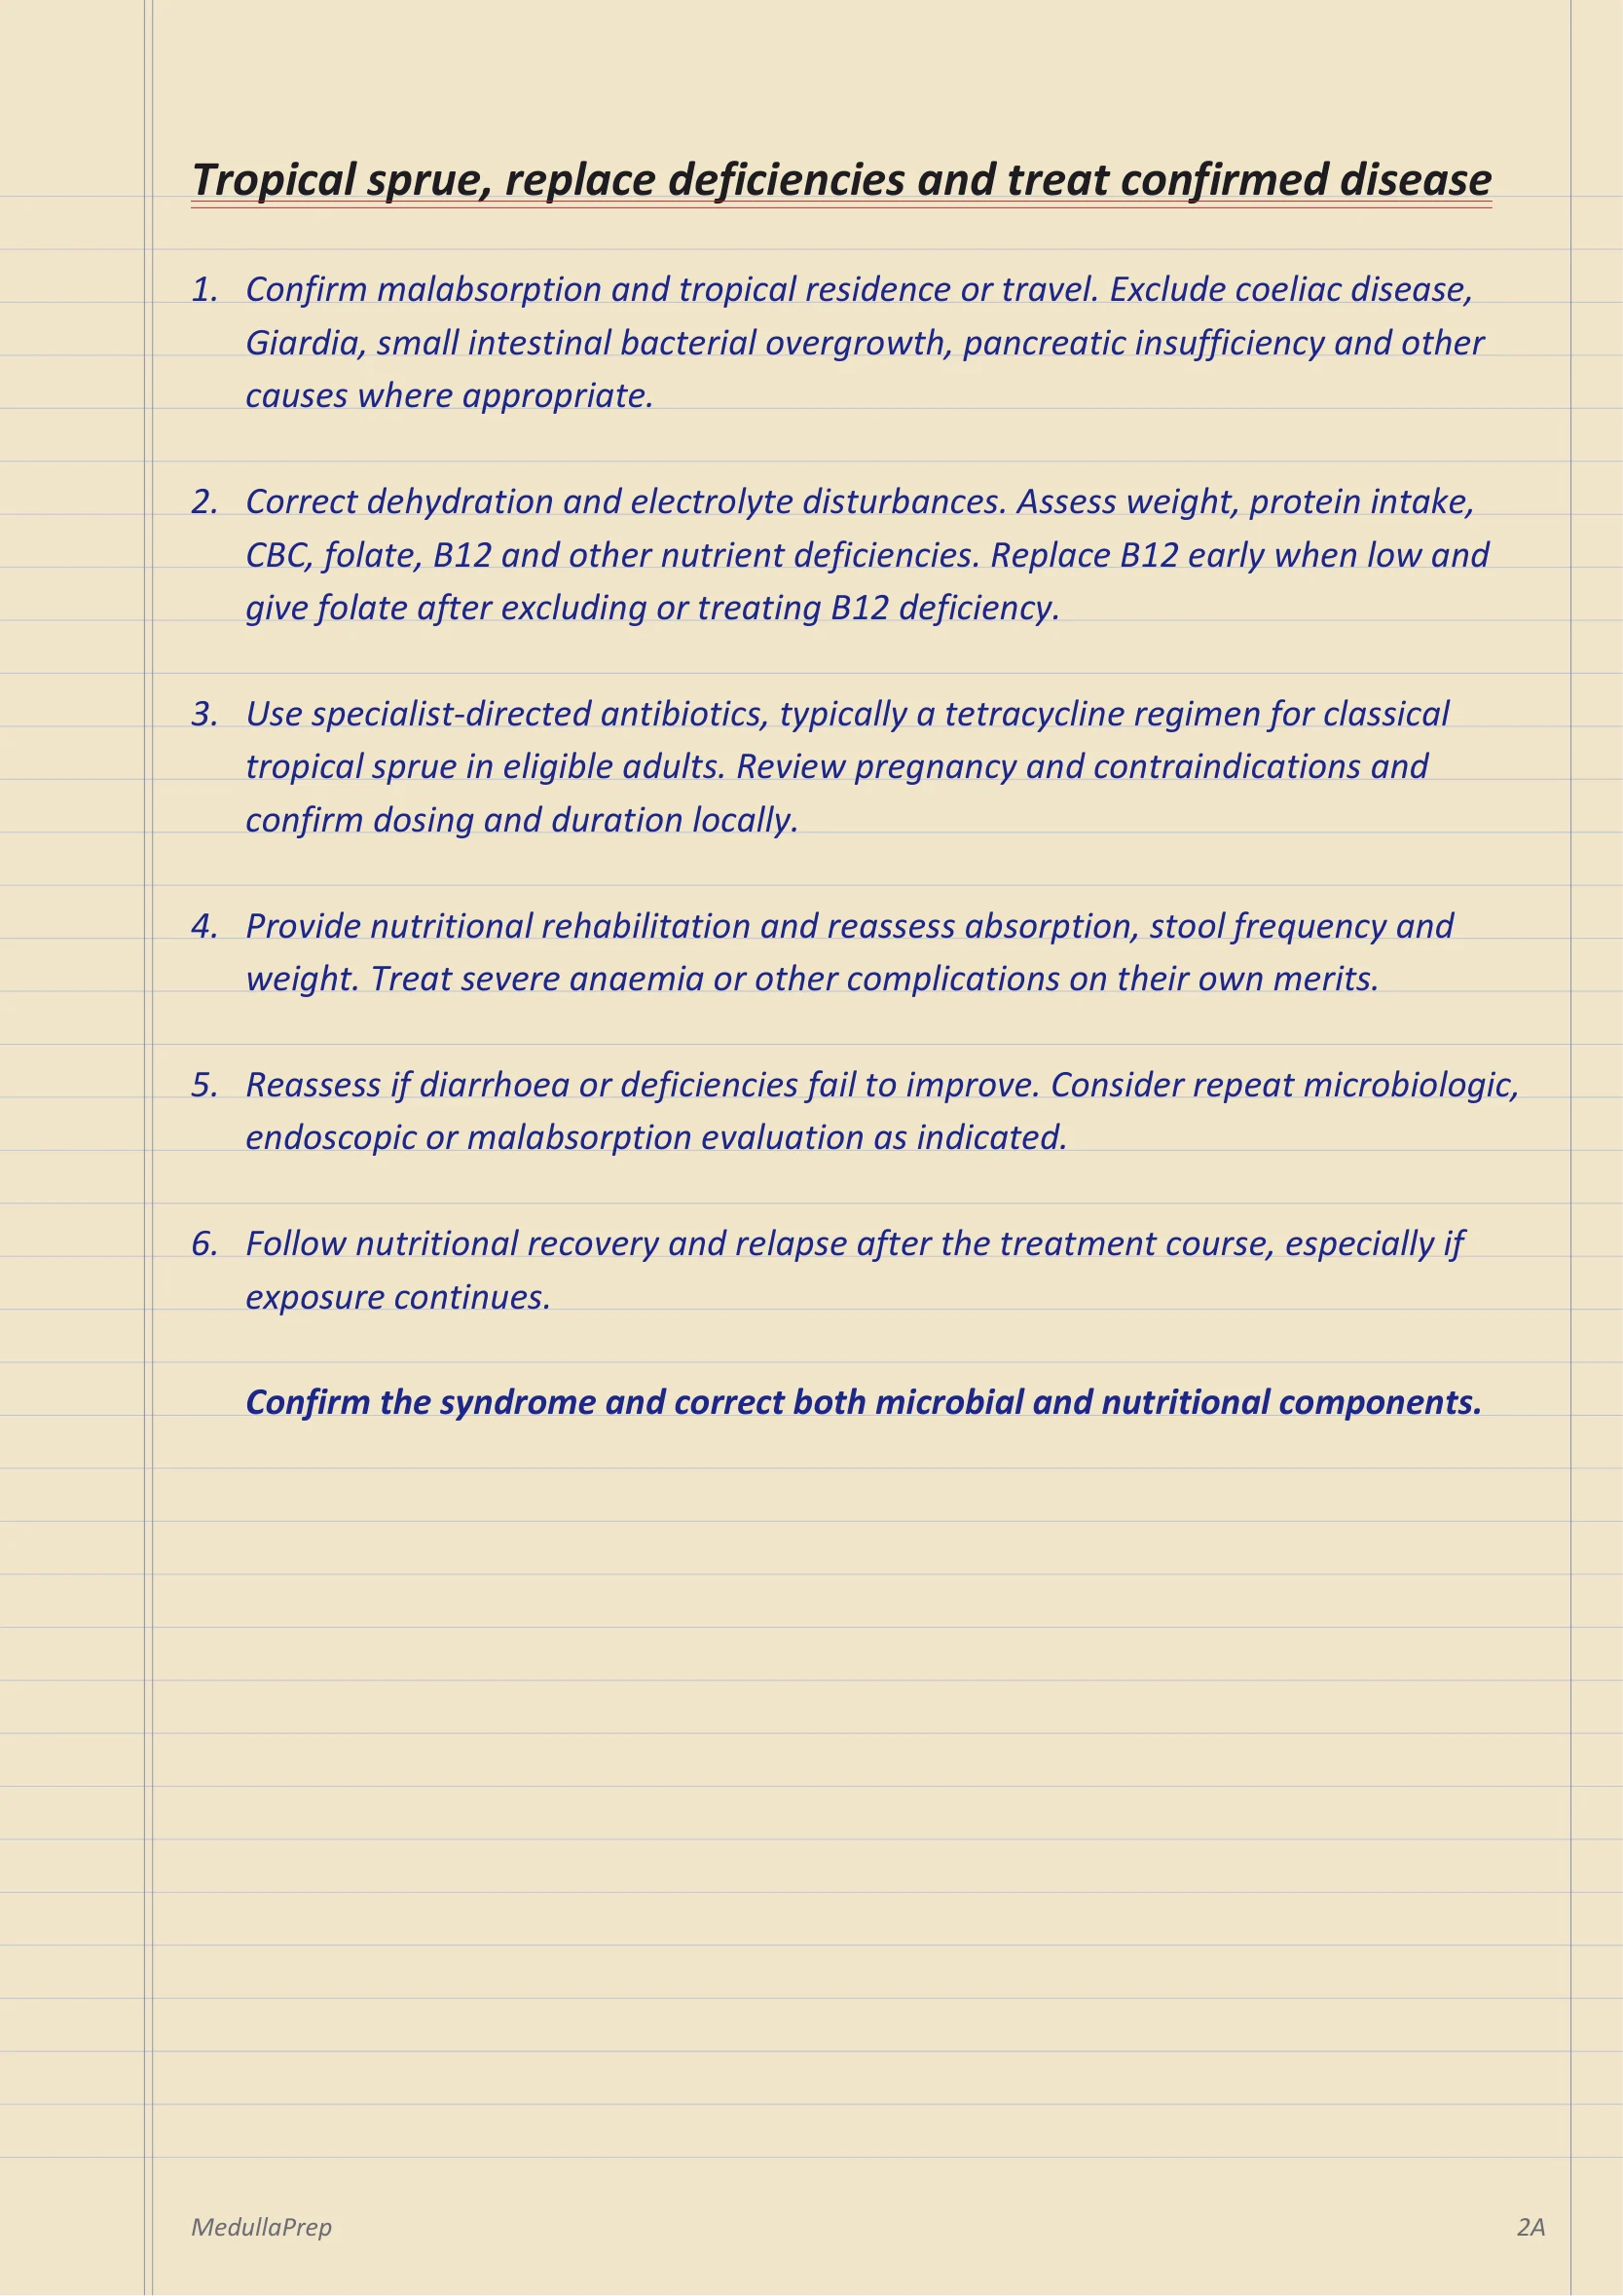 Tropical sprue, replace deficiencies and treat confirmed disease
1. Confirm malabsorption and tropical residence or travel. Exclude coeliac disease,
Giardia, small intestinal bacterial overgrowth, pancreatic insufficiency and other
causes where appropriate.
2. Correct dehydration and electrolyte disturbances. Assess weight, protein intake,
CBC, folate, B12 and other nutrient deficiencies. Replace B12 early when low and
give folate after excluding or treating B12 deficiency.
3. Use specialist-directed antibiotics, typically a tetracycline regimen for classical
tropical sprue in eligible adults. Review pregnancy and contraindications and
confirm dosing and duration locally.
4. Provide nutritional rehabilitation and reassess absorption, stool frequency and
weight. Treat severe anaemia or other complications on their own merits.
5. Reassess if diarrhoea or deficiencies fail to improve. Consider repeat microbiologic,
endoscopic or malabsorption evaluation as indicated.
6. Follow nutritional recovery and relapse after the treatment course, especially if
exposure continues.
Confirm the syndrome and correct both microbial and nutritional components.
MedullaPrep
2A